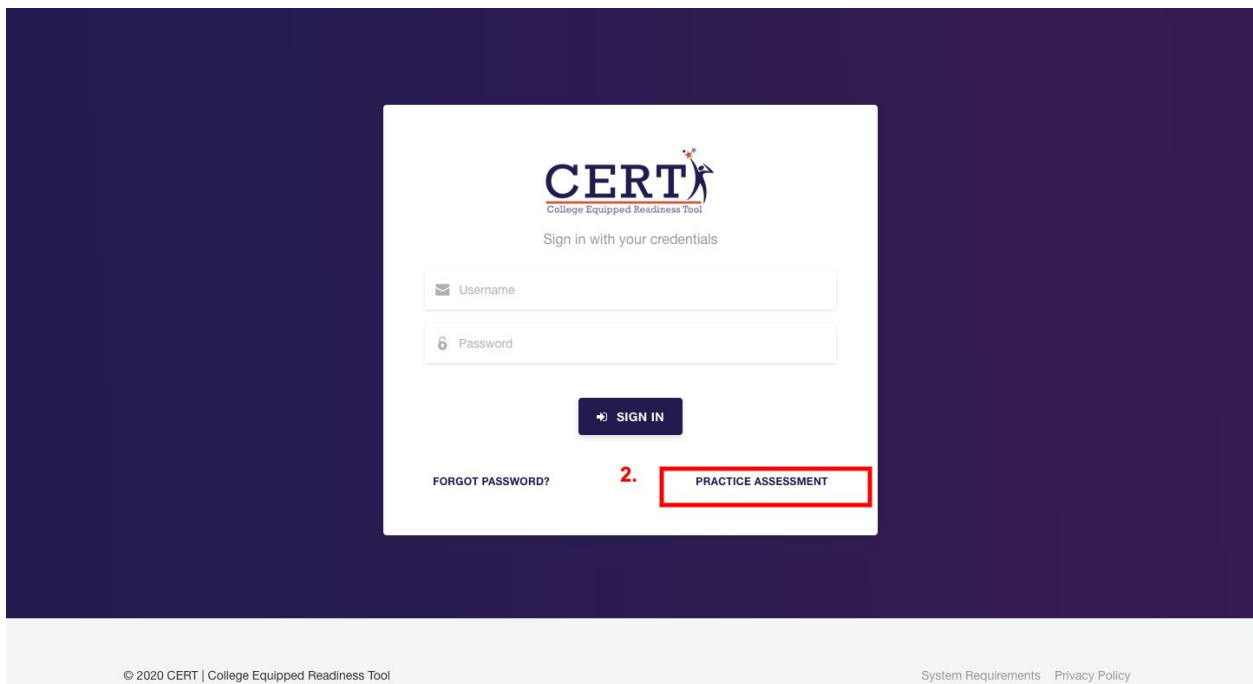 CERT
College Equipped Readiness Tool
Sign in with your credentials
Username
Password
SIGN IN
FORGOT PASSWORD? 2. PRACTICE ASSESSMENT
© 2020 CERT | College Equipped Readiness Tool System Requirements Privacy Policy